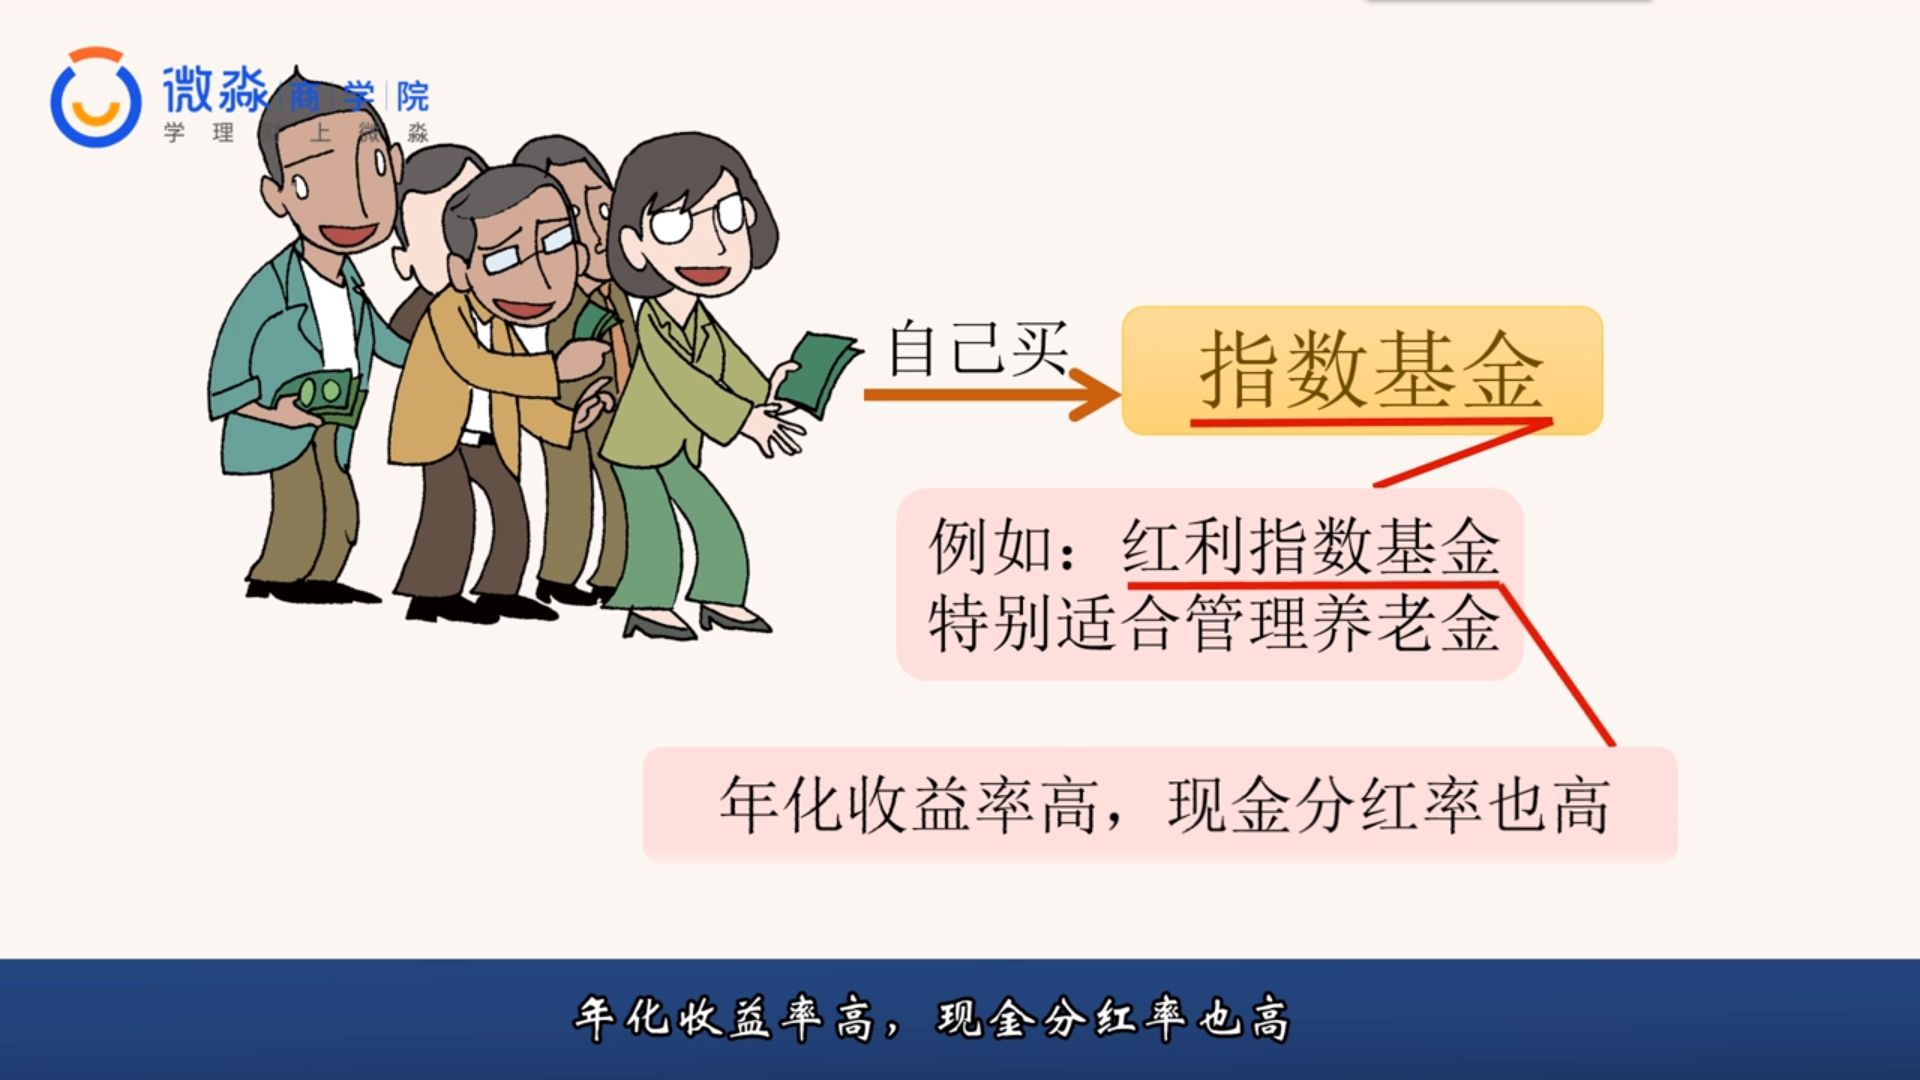 微淼 商 学 院
学 理 财 上 微 淼
自己买
指数基金
例如：红利指数基金
特别适合管理养老金
年化收益率高，现金分红率也高
年化收益率高，现金分红率也高